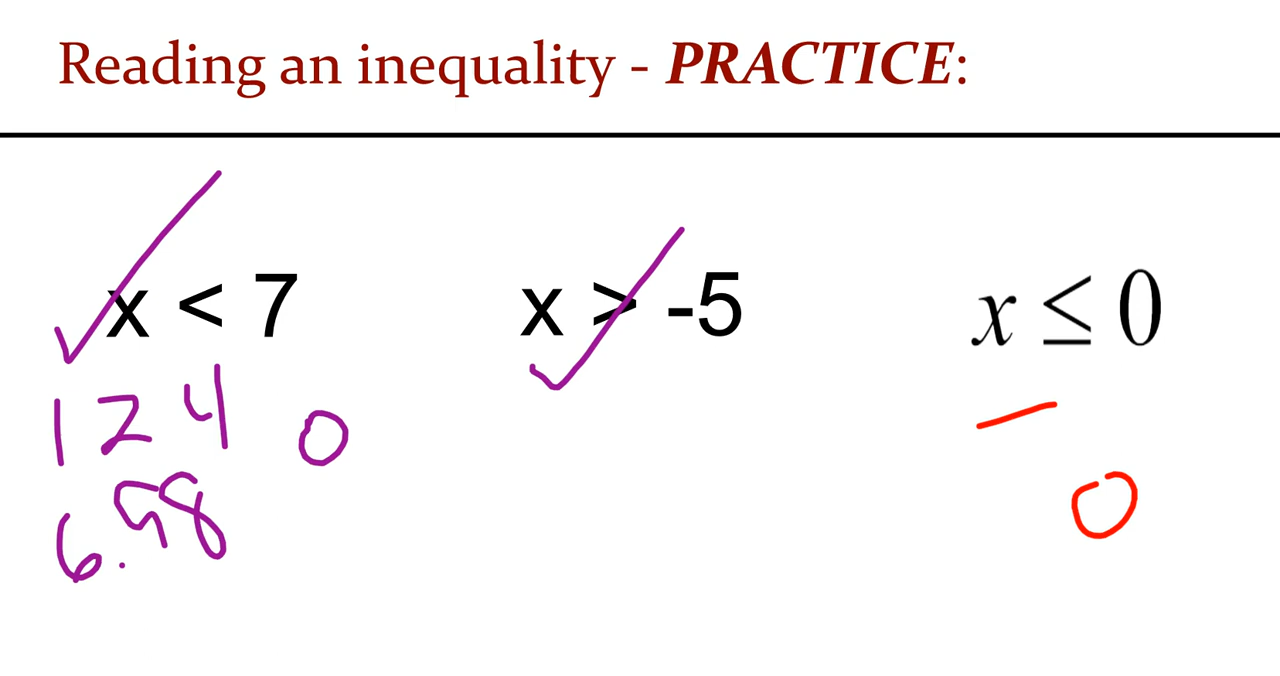 Reading an inequality - PRACTICE:
x < 7 x > -5 x ≤ 0
1 2 4 0
6.98
0